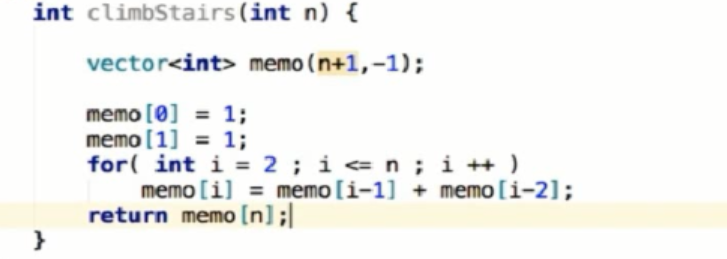 int climbStairs(int n) {
vector<int> memo(n+1,-1);
memo[0] = 1;
memo[1] = 1;
for( int i = 2 ; i <= n ; i ++ )
memo[i] = memo[i-1] + memo[i-2];
return memo[n];
}